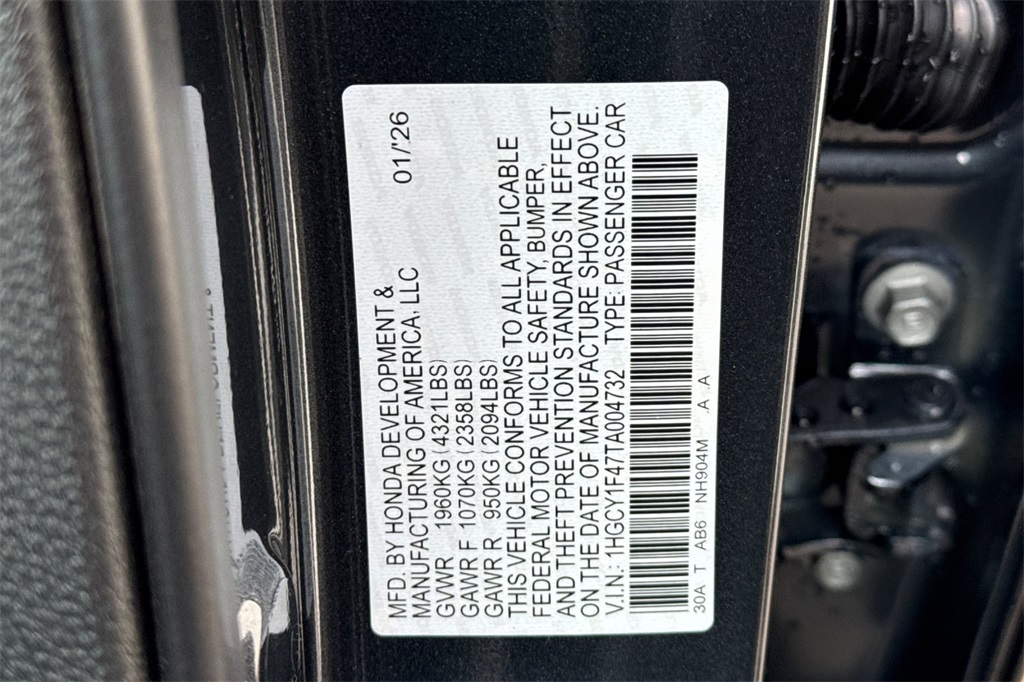 MFD. BY HONDA DEVELOPMENT &
MANUFACTURING OF AMERICA, LLC 01/'26
GVWR 1960KG (4321LBS)
GAWR F 1070KG (2358LBS)
GAWR R 950KG (2094LBS)
THIS VEHICLE CONFORMS TO ALL APPLICABLE
FEDERAL MOTOR VEHICLE SAFETY, BUMPER,
AND THEFT PREVENTION STANDARDS IN EFFECT
ON THE DATE OF MANUFACTURE SHOWN ABOVE.
V.I.N.: 1HGCY1F47TA004732 TYPE: PASSENGER CAR
30A T AB6 NH904M .A .A